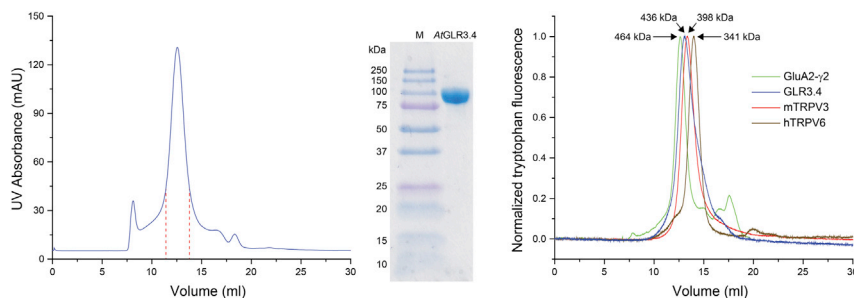 UV Absorbance (mAU)
150
120
90
60
30
0
0 5 10 15 20 25 30
Volume (ml)
M AtGLR3.4
kDa
250
150
100
75
50
37
25
20
15
10
436 kDa 398 kDa
464 kDa 341 kDa
Normalized tryptophan fluorescence
1.0
0.8
0.6
0.4
0.2
0.0
GluA2-γ2
GLR3.4
mTRPV3
hTRPV6
0 5 10 15 20 25 30
Volume (ml)